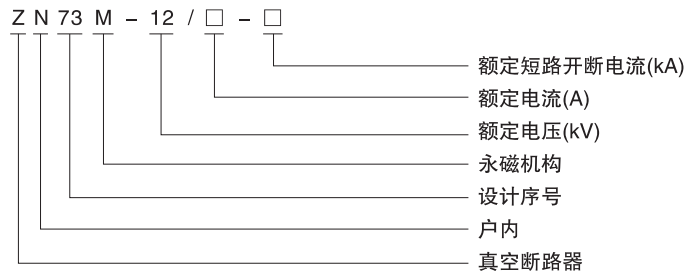 Z N 73 M - 12 / □ - □
额定短路开断电流(kA)
额定电流(A)
额定电压(kV)
永磁机构
设计序号
户内
真空断路器